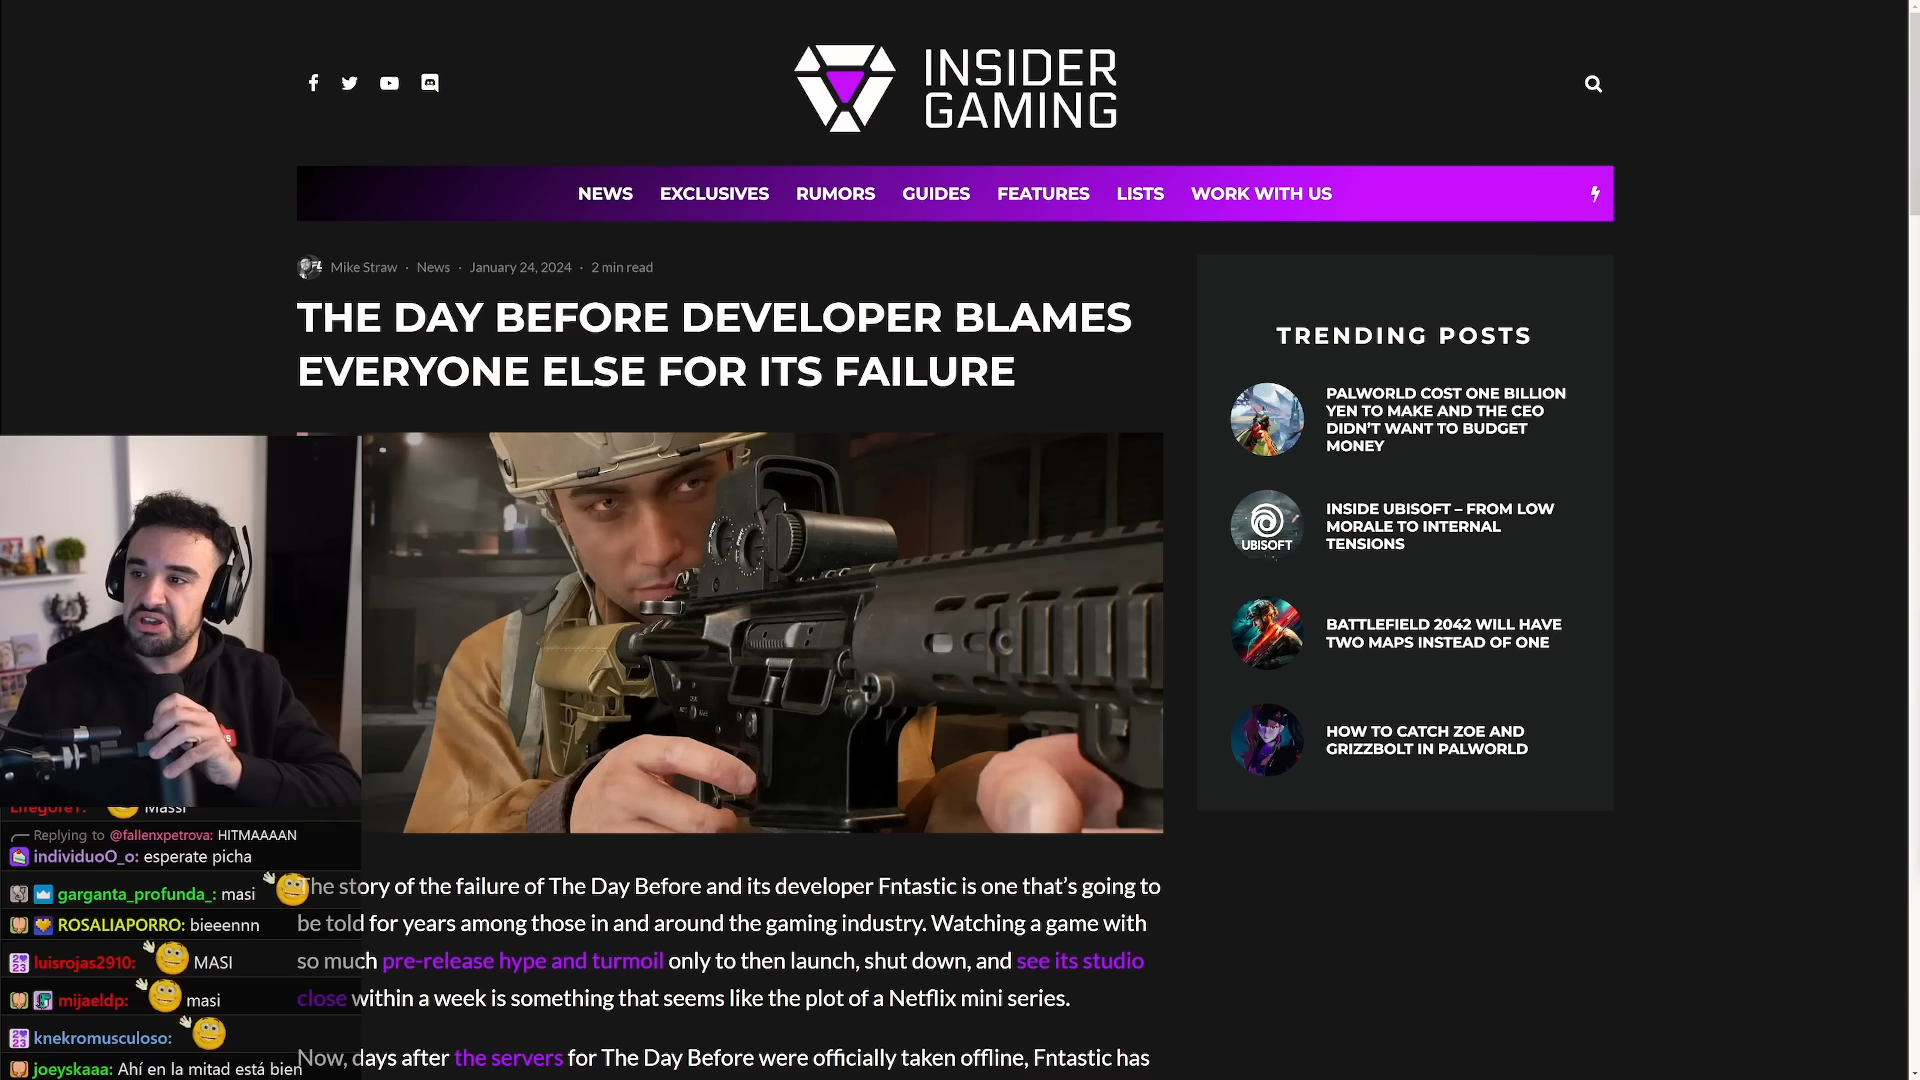 INSIDER
GAMING
NEWS EXCLUSIVES RUMORS GUIDES FEATURES LISTS WORK WITH US
Mike Straw · News · January 24, 2024 · 2 min read
THE DAY BEFORE DEVELOPER BLAMES
EVERYONE ELSE FOR ITS FAILURE
The story of the failure of The Day Before and its developer Fntastic is one that’s going to
be told for years among those in and around the gaming industry. Watching a game with
so much pre-release hype and turmoil only to then launch, shut down, and see its studio
close within a week is something that seems like the plot of a Netflix mini series.
Now, days after the servers for The Day Before were officially taken offline, Fntastic has
TRENDING POSTS
PALWORLD COST ONE BILLION
YEN TO MAKE AND THE CEO
DIDN’T WANT TO BUDGET
MONEY
UBISOFT
INSIDE UBISOFT – FROM LOW
MORALE TO INTERNAL
TENSIONS
BATTLEFIELD 2042 WILL HAVE
TWO MAPS INSTEAD OF ONE
HOW TO CATCH ZOE AND
GRIZZBOLT IN PALWORLD
Massi
Replying to @fallenxpetrova: HITMAAAAN
individuoO_o: esperate picha
garganta_profunda_: masi
ROSALIAPORRO: bieeennn
luisrojas2910: MASI
mijaeldp: masi
knekromusculoso:
joeyskaaa: Ahí en la mitad está bien